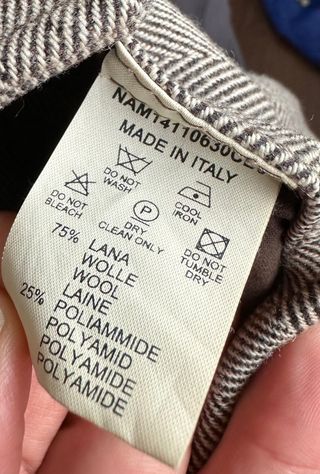 NAM14110630CE
MADE IN ITALY
DO NOT WASH
COOL IRON
DO NOT BLEACH
P
DRY CLEAN ONLY
DO NOT TUMBLE DRY
75% LANA
WOLLE
WOOL
LAINE
25% POLIAMMIDE
POLYAMID
POLYAMIDE
POLYAMIDE